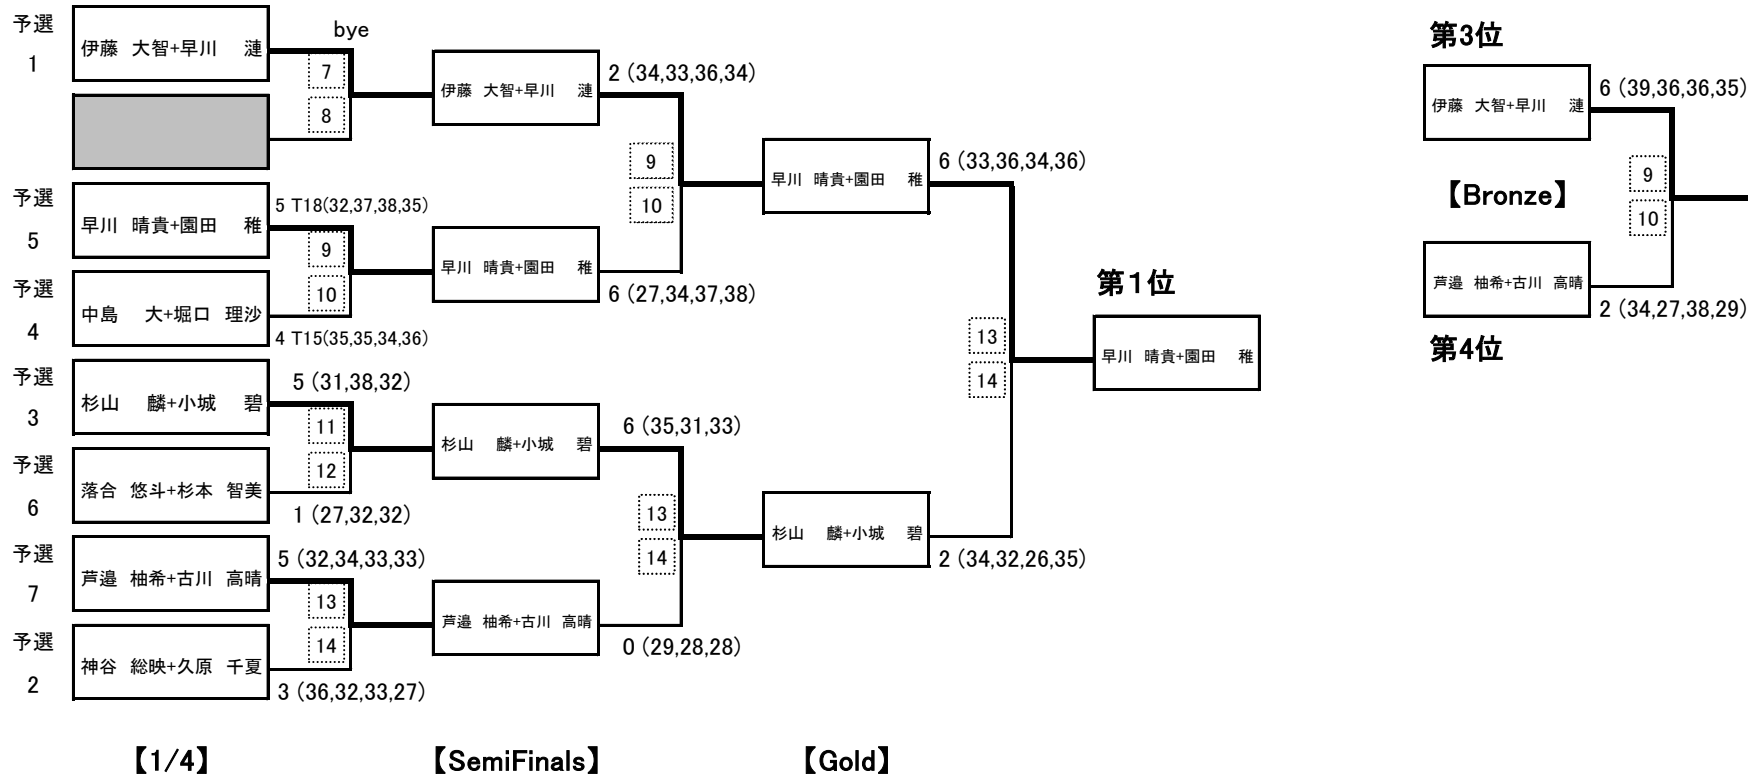 予選
1
伊藤 大智+早川 漣
bye
7
8
予選
5
早川 晴貴+園田 稚
5 T18(32,37,38,35)
9
10
予選
4
中島 大+堀口 理沙
4 T15(35,35,34,36)
予選
3
杉山 麟+小城 碧
5 (31,38,32)
11
12
予選
6
落合 悠斗+杉本 智美
1 (27,32,32)
予選
7
芦邉 柚希+古川 高晴
5 (32,34,33,33)
13
14
予選
2
神谷 総映+久原 千夏
3 (36,32,33,27)
【1/4】
伊藤 大智+早川 漣
2 (34,33,36,34)
9
10
早川 晴貴+園田 稚
6 (27,34,37,38)
杉山 麟+小城 碧
6 (35,31,33)
13
14
芦邉 柚希+古川 高晴
0 (29,28,28)
【SemiFinals】
早川 晴貴+園田 稚
6 (33,36,34,36)
13
14
杉山 麟+小城 碧
2 (34,32,26,35)
【Gold】
第1位
早川 晴貴+園田 稚
第3位
伊藤 大智+早川 漣
6 (39,36,36,35)
【Bronze】
9
10
芦邉 柚希+古川 高晴
2 (34,27,38,29)
第4位